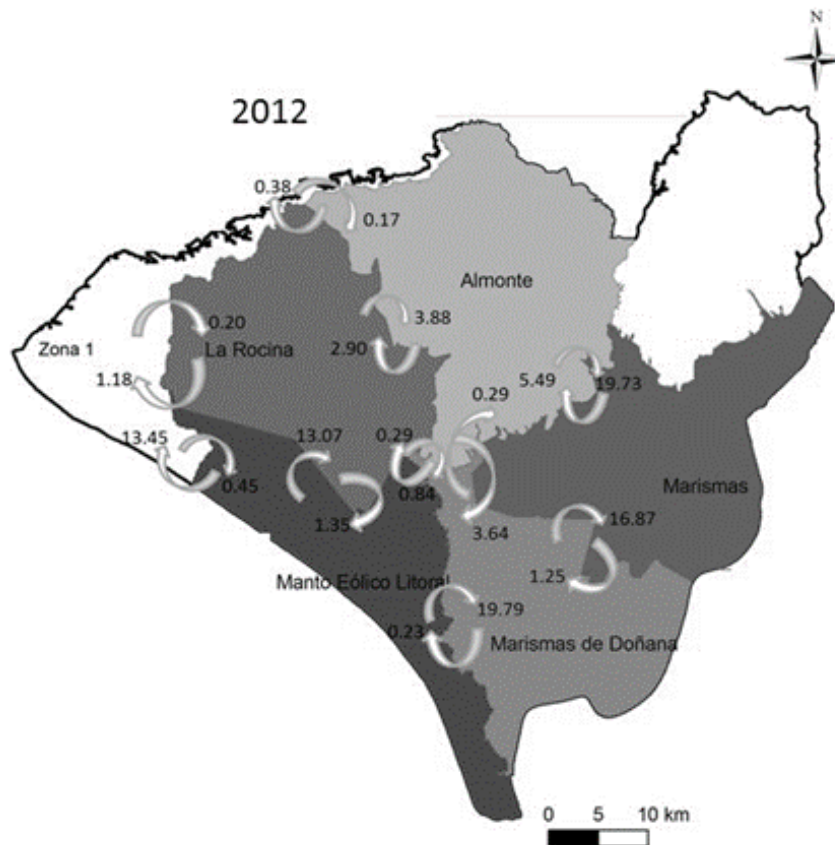 N
2012
0.38
0.17
Almonte
0.20
3.88
Zona 1
La Rocina
2.90
1.18
5.49
19.73
0.29
13.45
13.07
0.29
0.45
0.84
Marismas
1.35
3.64
16.87
Manto Eólico Litoral
1.25
19.79
0.23
Marismas de Doñana
0 5 10 km